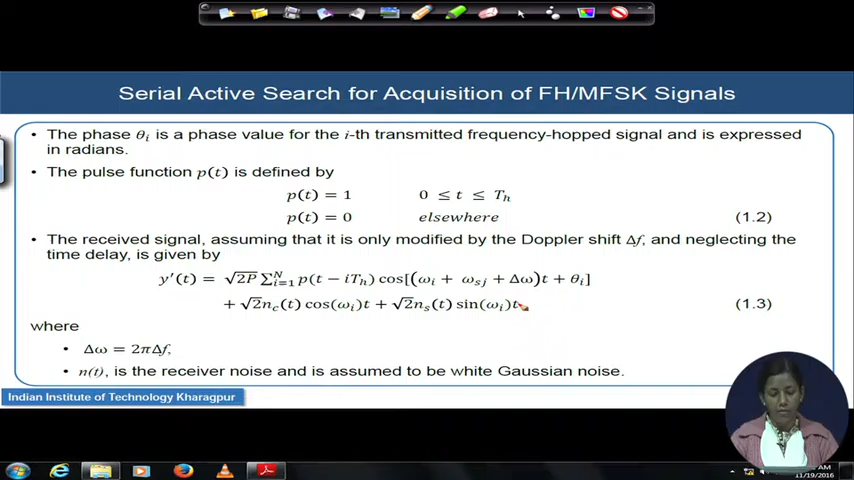 Serial Active Search for Acquisition of FH/MFSK Signals
• The phase θᵢ is a phase value for the i-th transmitted frequency-hopped signal and is expressed
in radians.
• The pulse function p(t) is defined by
p(t) = 1 0 ≤ t ≤ Tₕ
p(t) = 0 elsewhere (1.2)
• The received signal, assuming that it is only modified by the Doppler shift Δf, and neglecting the
time delay, is given by
y′(t) = √2P ∑ᵢ₌₁ᴺ p(t − iTₕ) cos[(ωᵢ + ωₛⱼ + Δω)t + θᵢ]
+ √2n_c(t) cos(ωᵢ)t + √2nₛ(t) sin(ωᵢ)t (1.3)
where
• Δω = 2πΔf,
• n(t), is the receiver noise and is assumed to be white Gaussian noise.
Indian Institute of Technology Kharagpur
11/19/2016